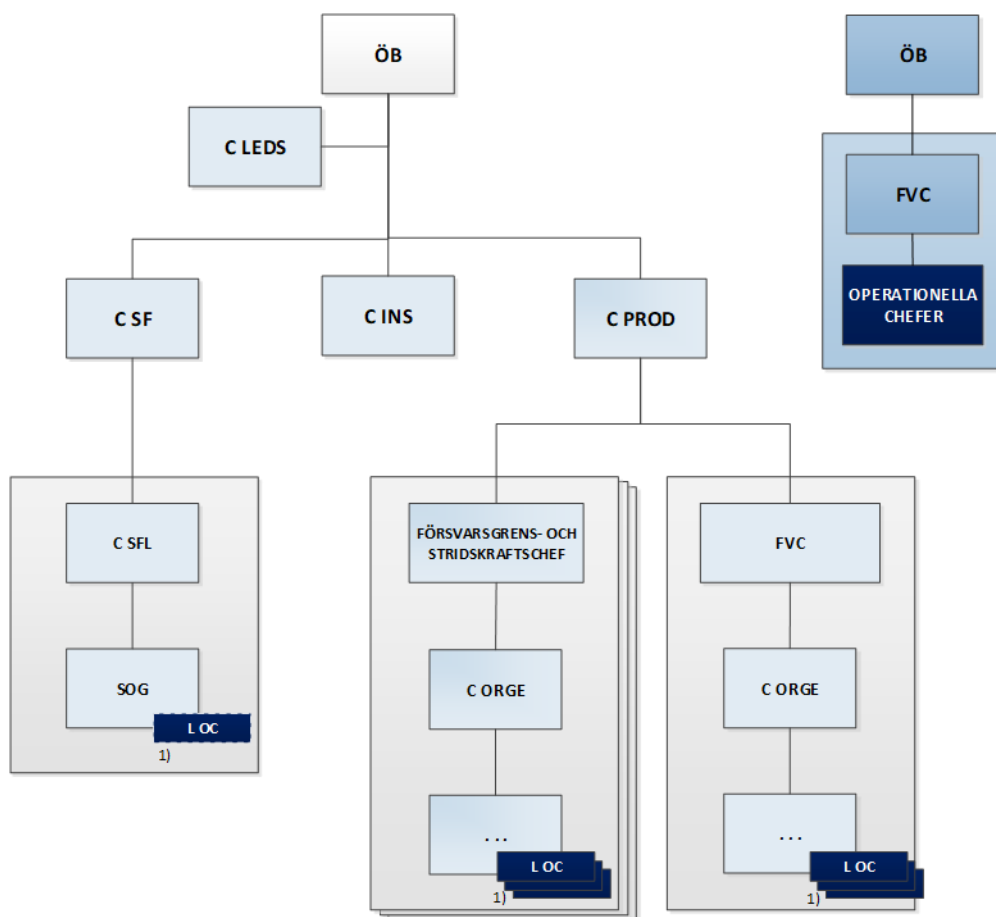 ÖB
C LEDS
C SF
C INS
C PROD
C SFL
SOG
L OC
1)
FÖRSVARSGRENS- OCH
STRIDSKRAFTSCHEF
C ORGE
. . .
L OC
1)
FVC
C ORGE
. . .
L OC
1)
ÖB
FVC
OPERATIONELLA
CHEFER